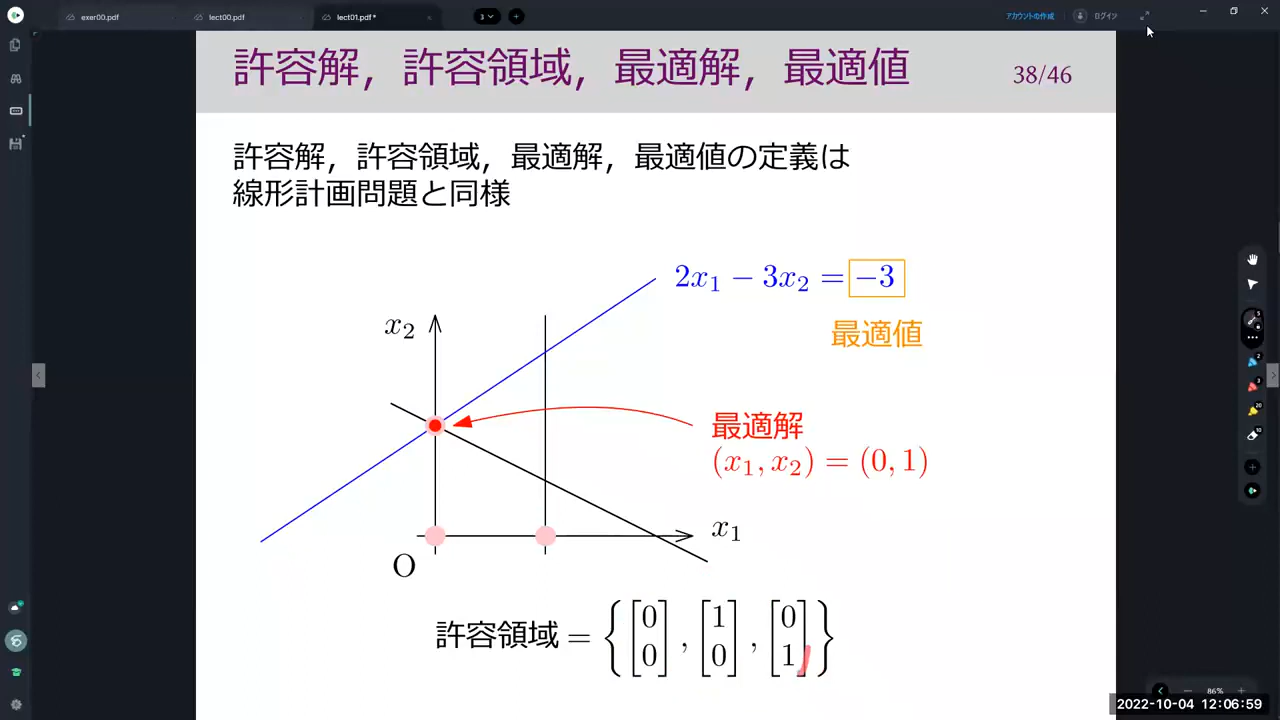 exer00.pdf
lect00.pdf
lect01.pdf *
3
アカウントの作成
ログイン
許容解，許容領域，最適解，最適値
38/46
許容解，許容領域，最適解，最適値の定義は
線形計画問題と同様
2x₁ − 3x₂ = −3
最適値
x₂
最適解
(x₁, x₂) = (0, 1)
x₁
O
許容領域 = { [0 0], [1 0], [0 1] }
86%
2022-10-04 12:06:59